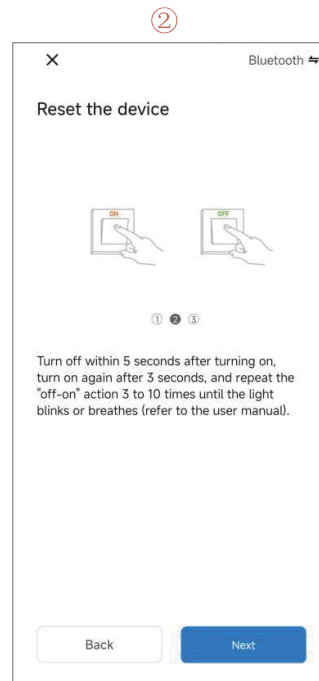 ②
× Bluetooth ⇋
Reset the device
ON OFF
① ❷ ③
Turn off within 5 seconds after turning on,
turn on again after 3 seconds, and repeat the
"off-on" action 3 to 10 times until the light
blinks or breathes (refer to the user manual).
Back Next